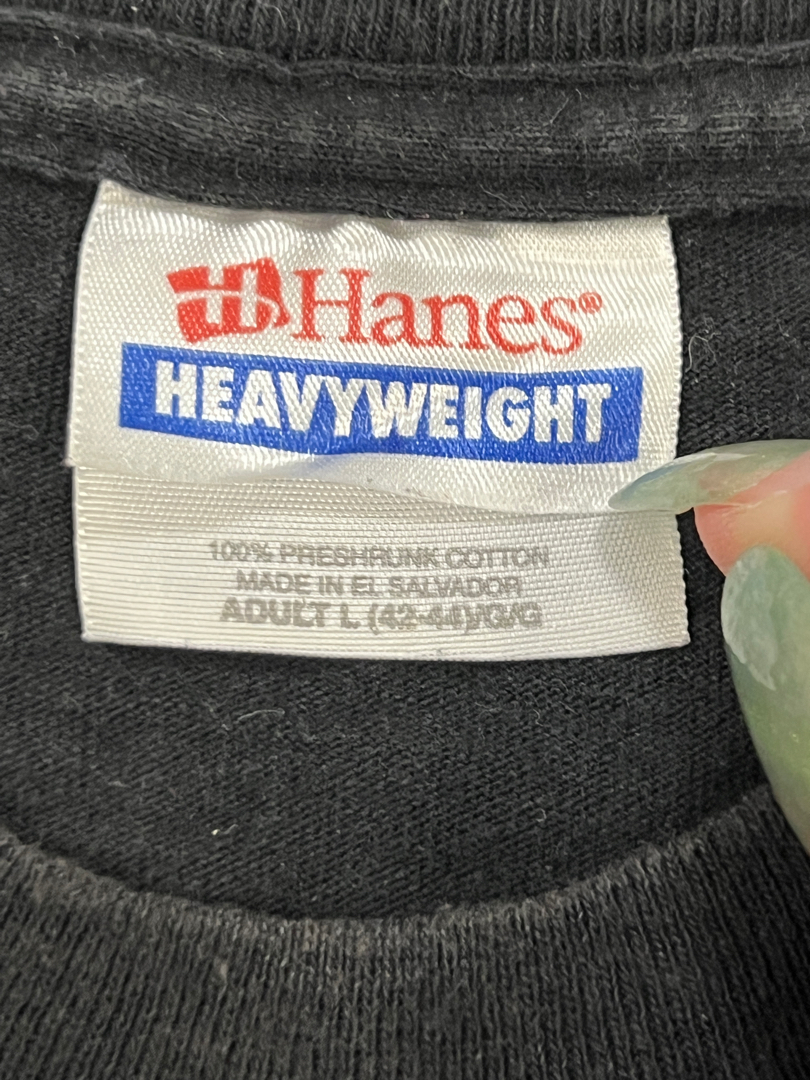 Hanes®
HEAVYWEIGHT
100% PRESHRUNK COTTON
MADE IN EL SALVADOR
ADULT L (42-44)/G/G